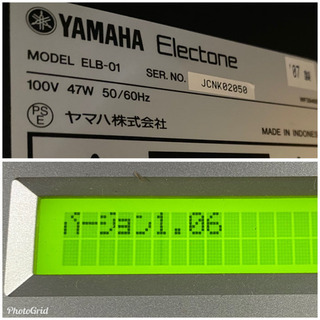 YAMAHA Electone
MODEL ELB-01 SER. NO. JCNK02050 '07
100V 47W 50/60Hz
PS E ヤマハ株式会社 MADE IN INDONES
バージョン1.06
PhotoGrid